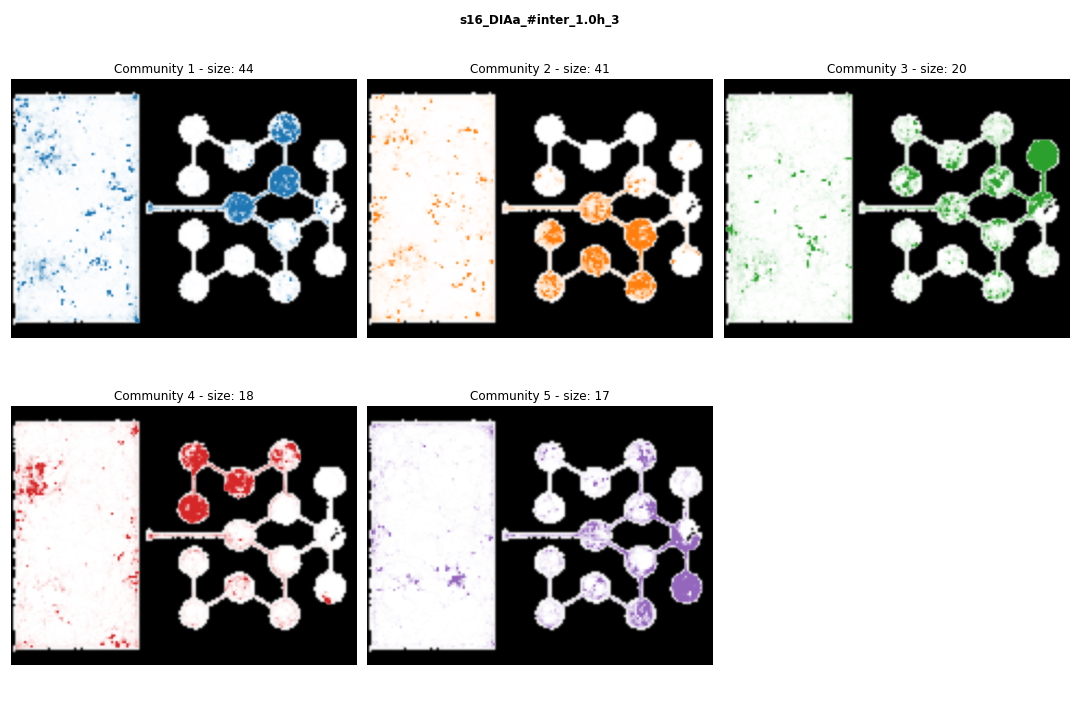 s16_DIAa_#inter_1.0h_3
Community 1 - size: 44
Community 2 - size: 41
Community 3 - size: 20
Community 4 - size: 18
Community 5 - size: 17